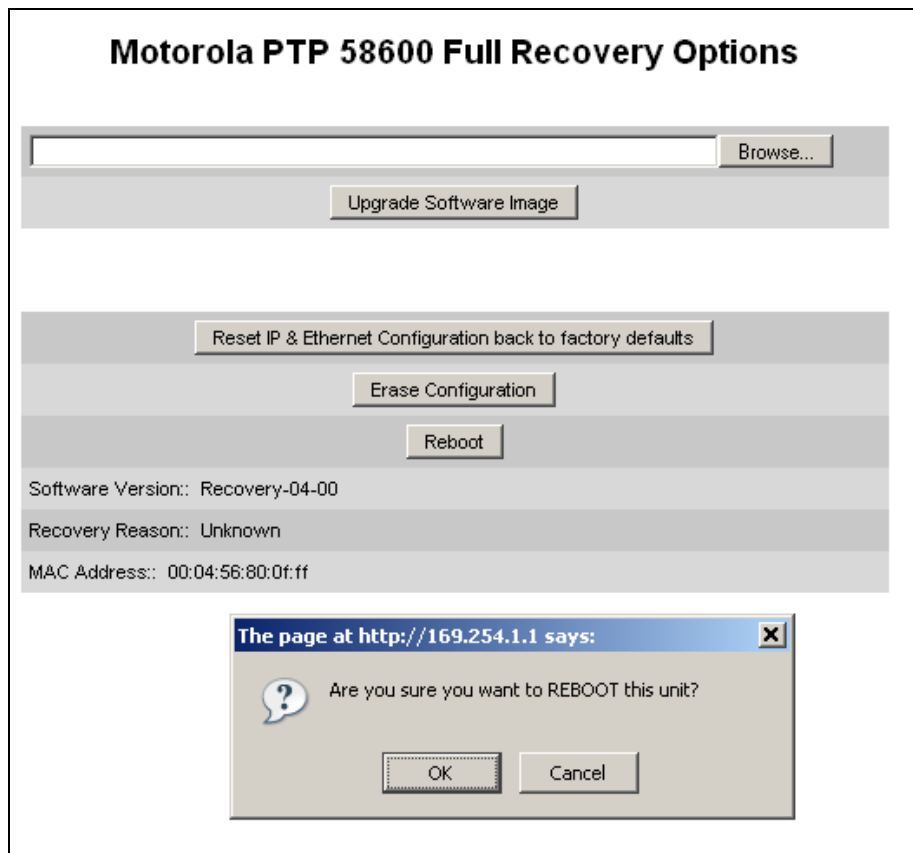 Motorola PTP 58600 Full Recovery Options
Browse...
Upgrade Software Image
Reset IP & Ethernet Configuration back to factory defaults
Erase Configuration
Reboot
Software Version:: Recovery-04-00
Recovery Reason:: Unknown
MAC Address:: 00:04:56:80:0f:ff
The page at http://169.254.1.1 says:
Are you sure you want to REBOOT this unit?
OK Cancel